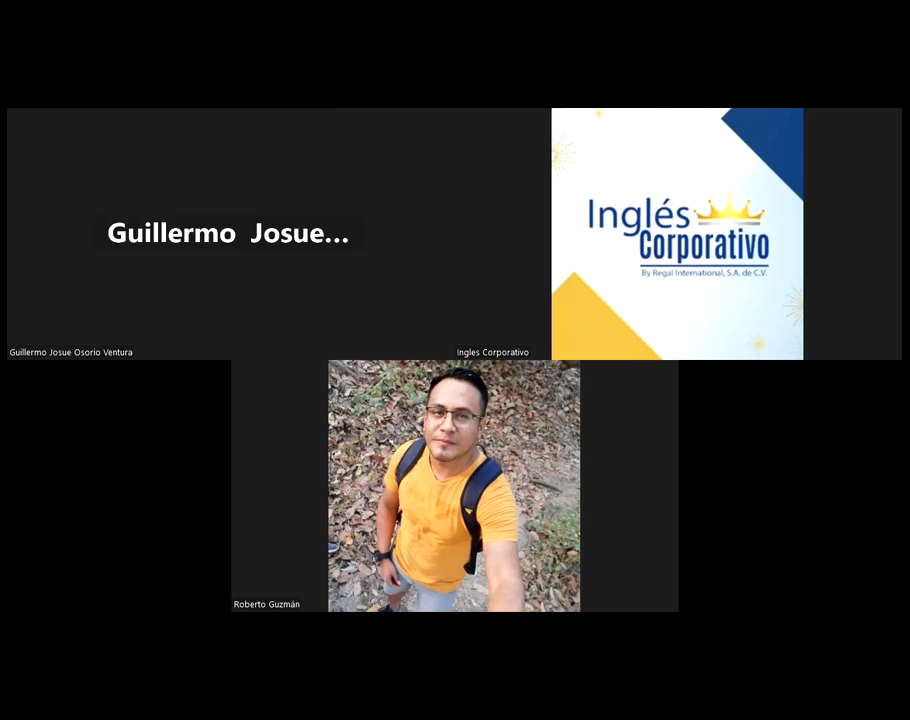 Guillermo Josue...
Guillermo Josue Osorio Ventura
Inglés
Corporativo
By Regal International, S.A. de C.V.
Ingles Corporativo
Roberto Guzmán